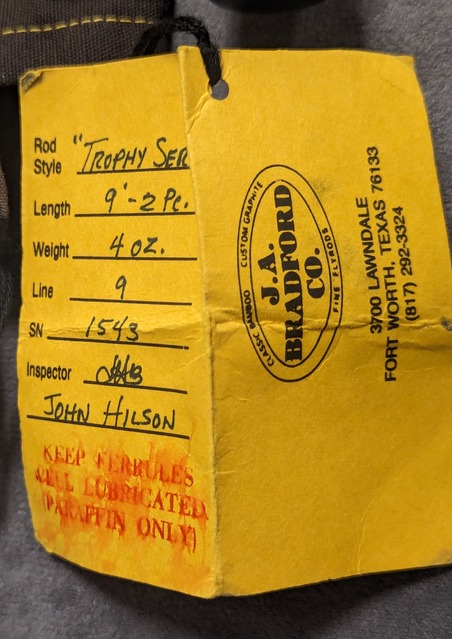 Rod Style "TROPHY SER
Length 9'-2 Pc.
Weight 4 oz.
Line 9
SN 1543
Inspector
JOHN HILSON
KEEP FERRULES
WELL LUBRICATED
(PARAFFIN ONLY)
CLASSIC BAMBOO CUSTOM GRAPHITE
J.A.
BRADFORD
CO.
FINE FLYRODS
3700 LAWNDALE
FORT WORTH, TEXAS 76133
(817) 292-3324